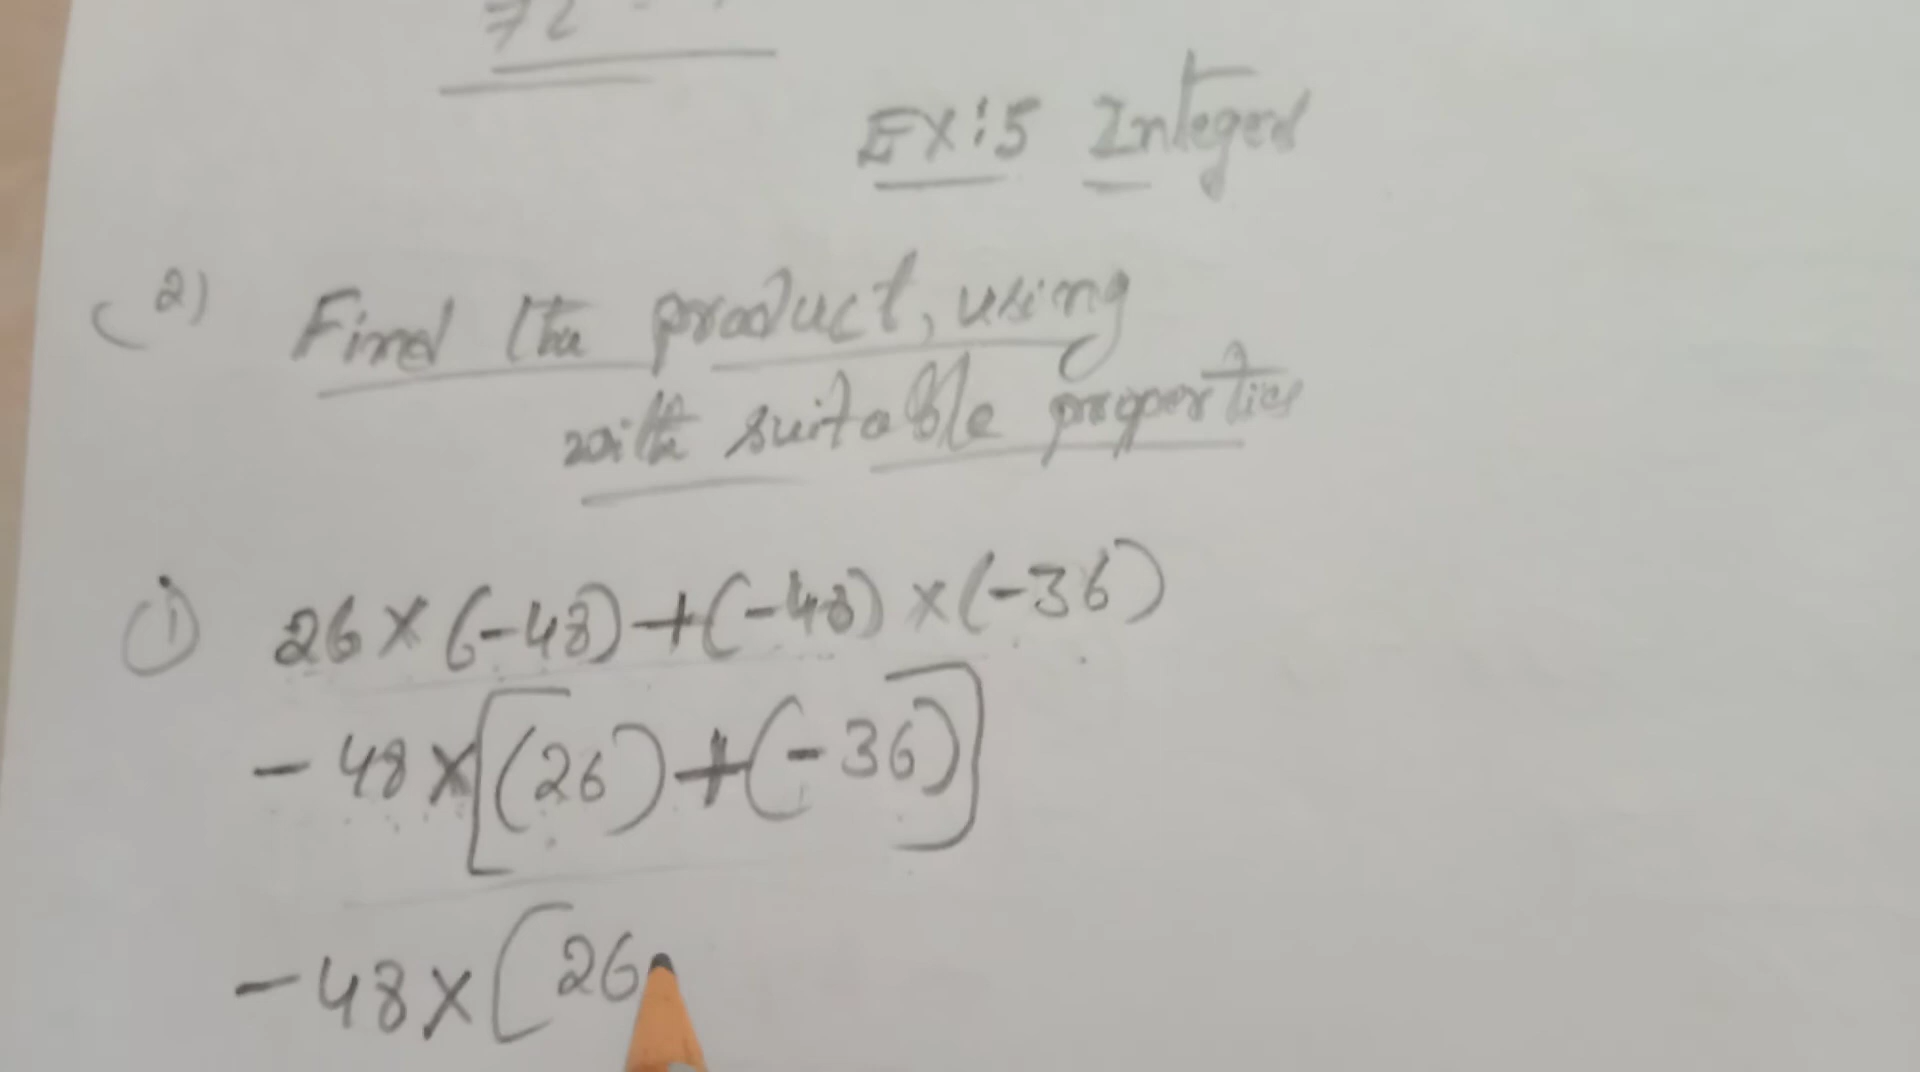 72
EX:5 Integers
2) Find the product, using
with suitable properties
(i) 26 × (-48) + (-48) × (-36)
- 48 × [(26) + (-36)]
- 48 × [26